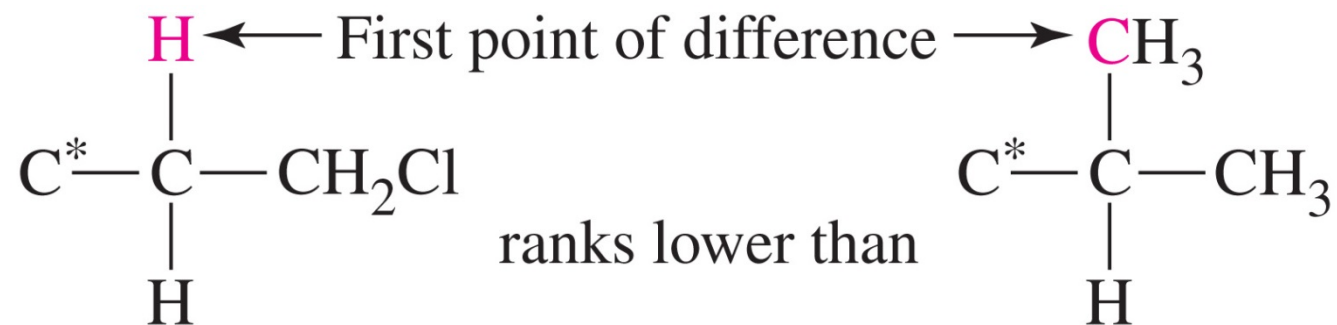 H ← First point of difference → CH₃
C*—C—CH₂Cl C*—C—CH₃
ranks lower than
H H